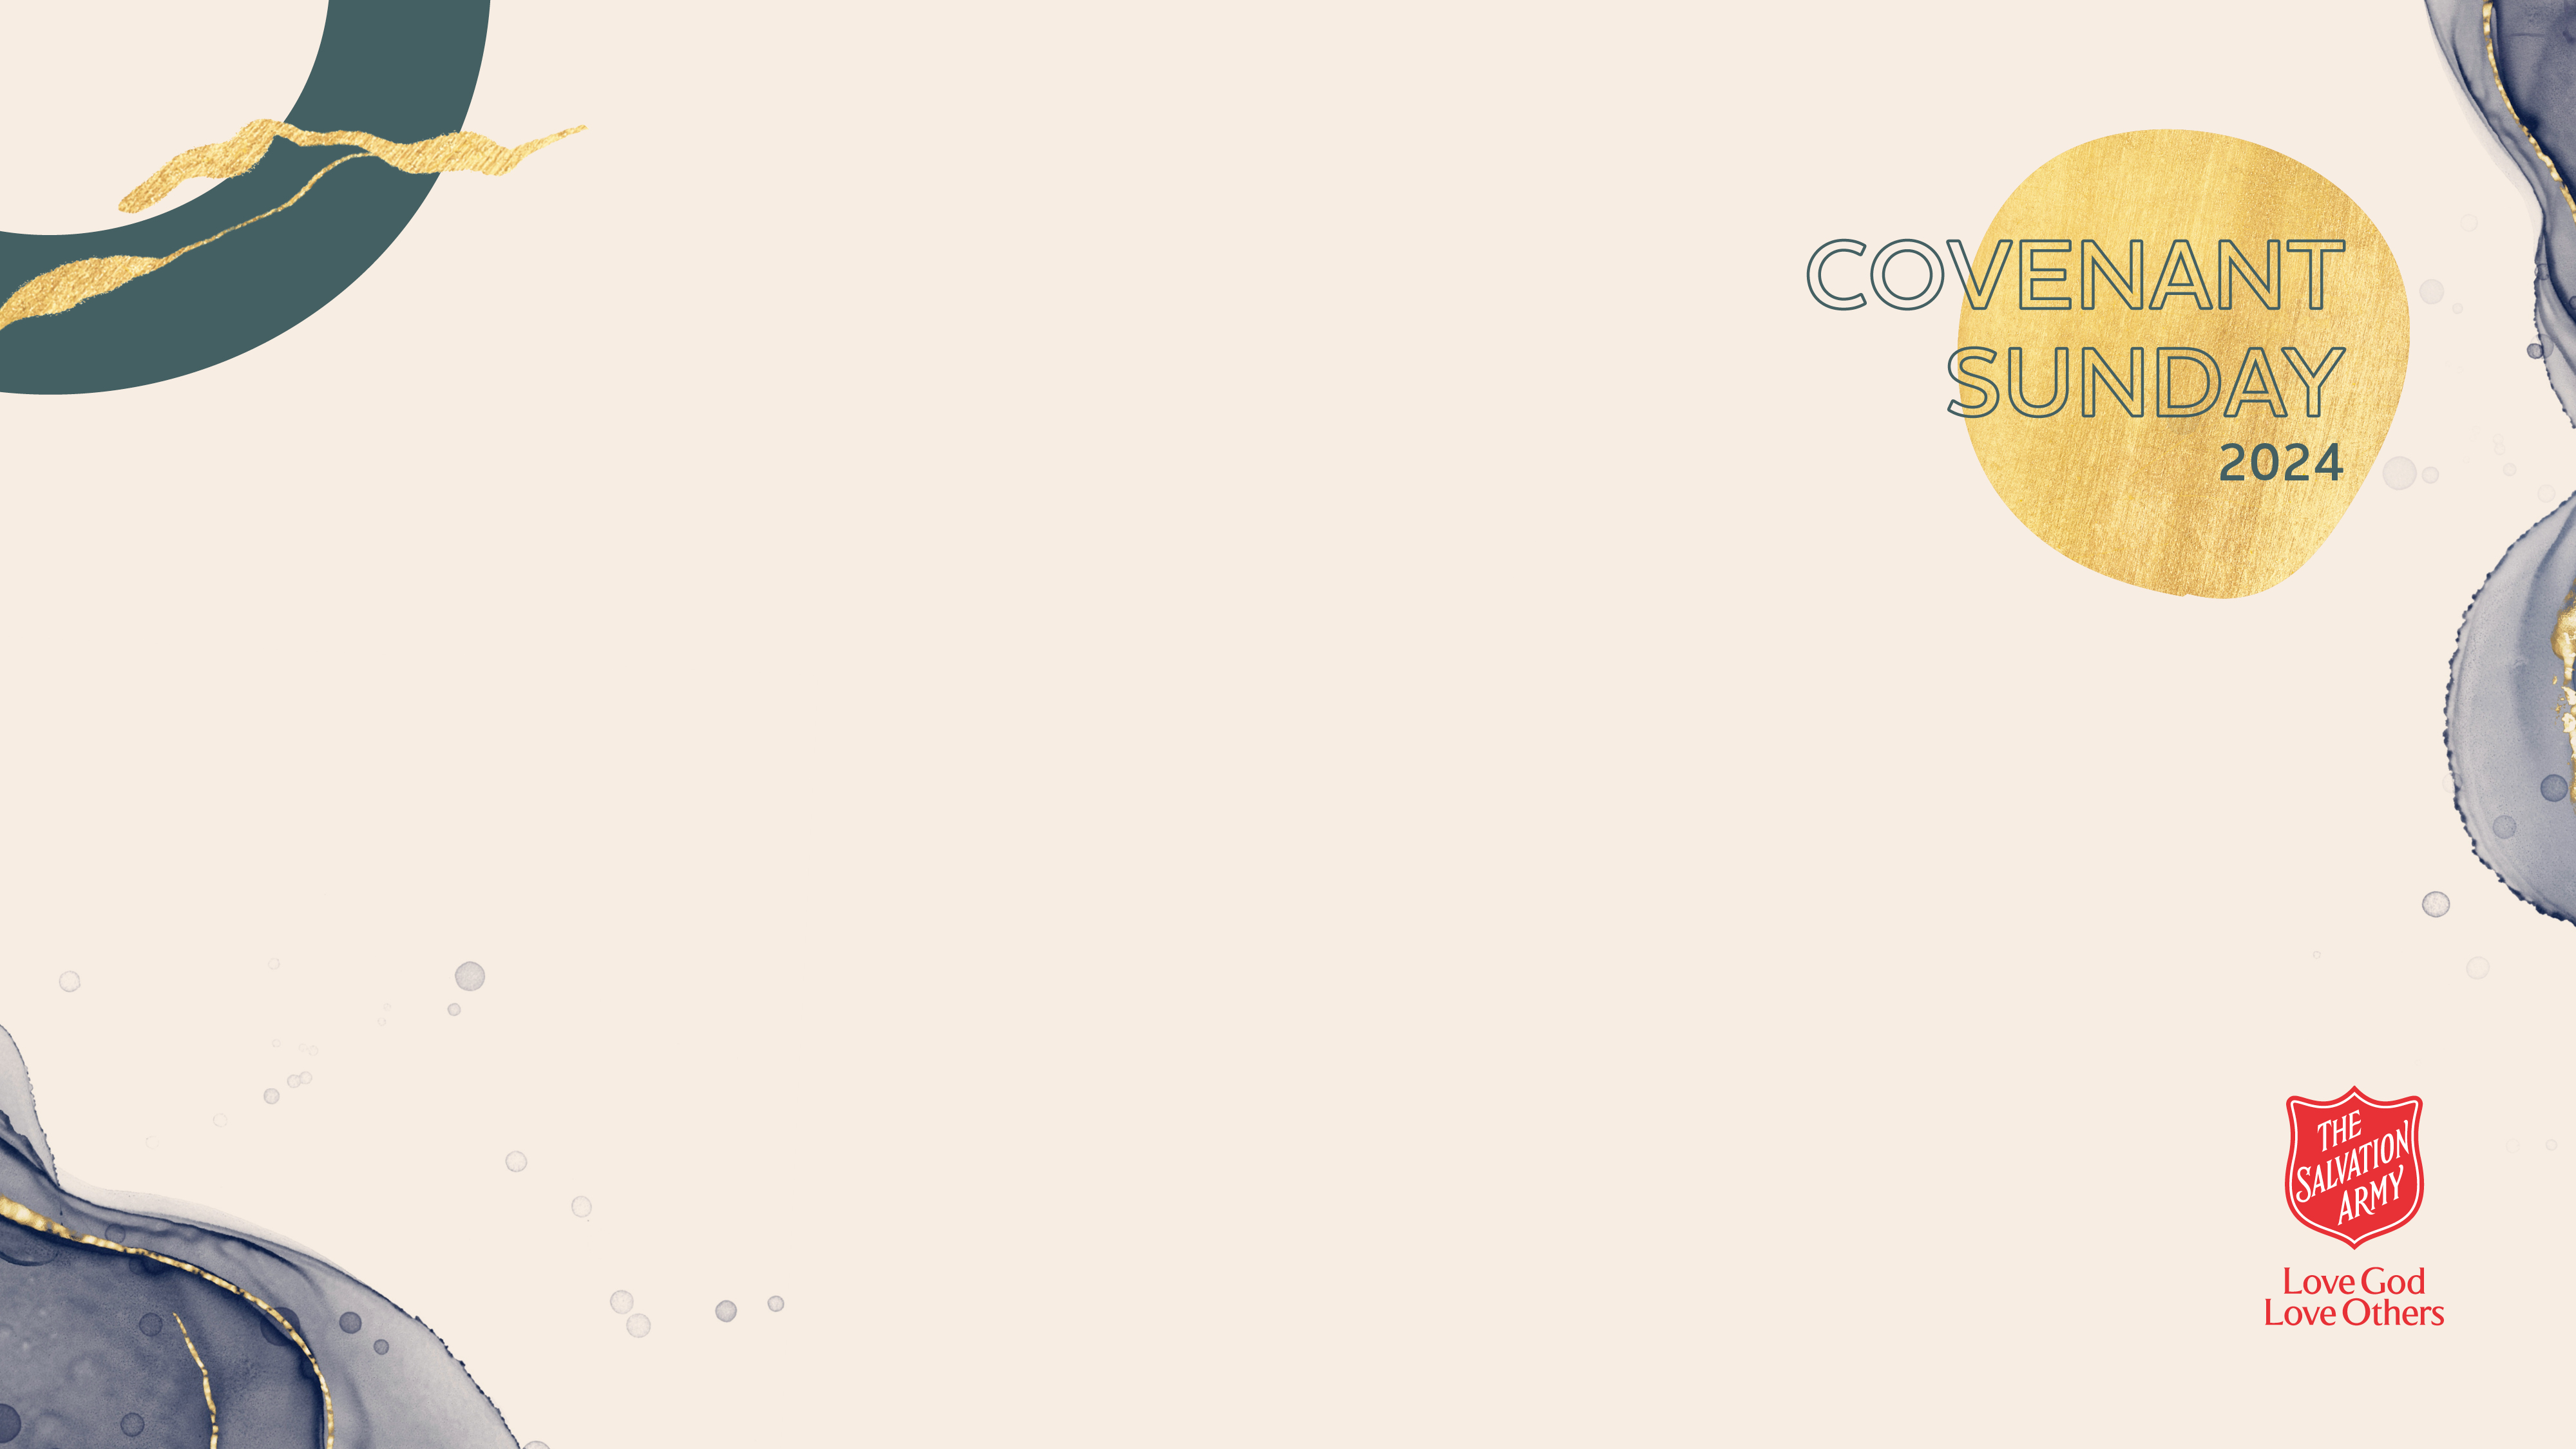 COVENANT
SUNDAY
2024
THE
SALVATION
ARMY
Love God
Love Others